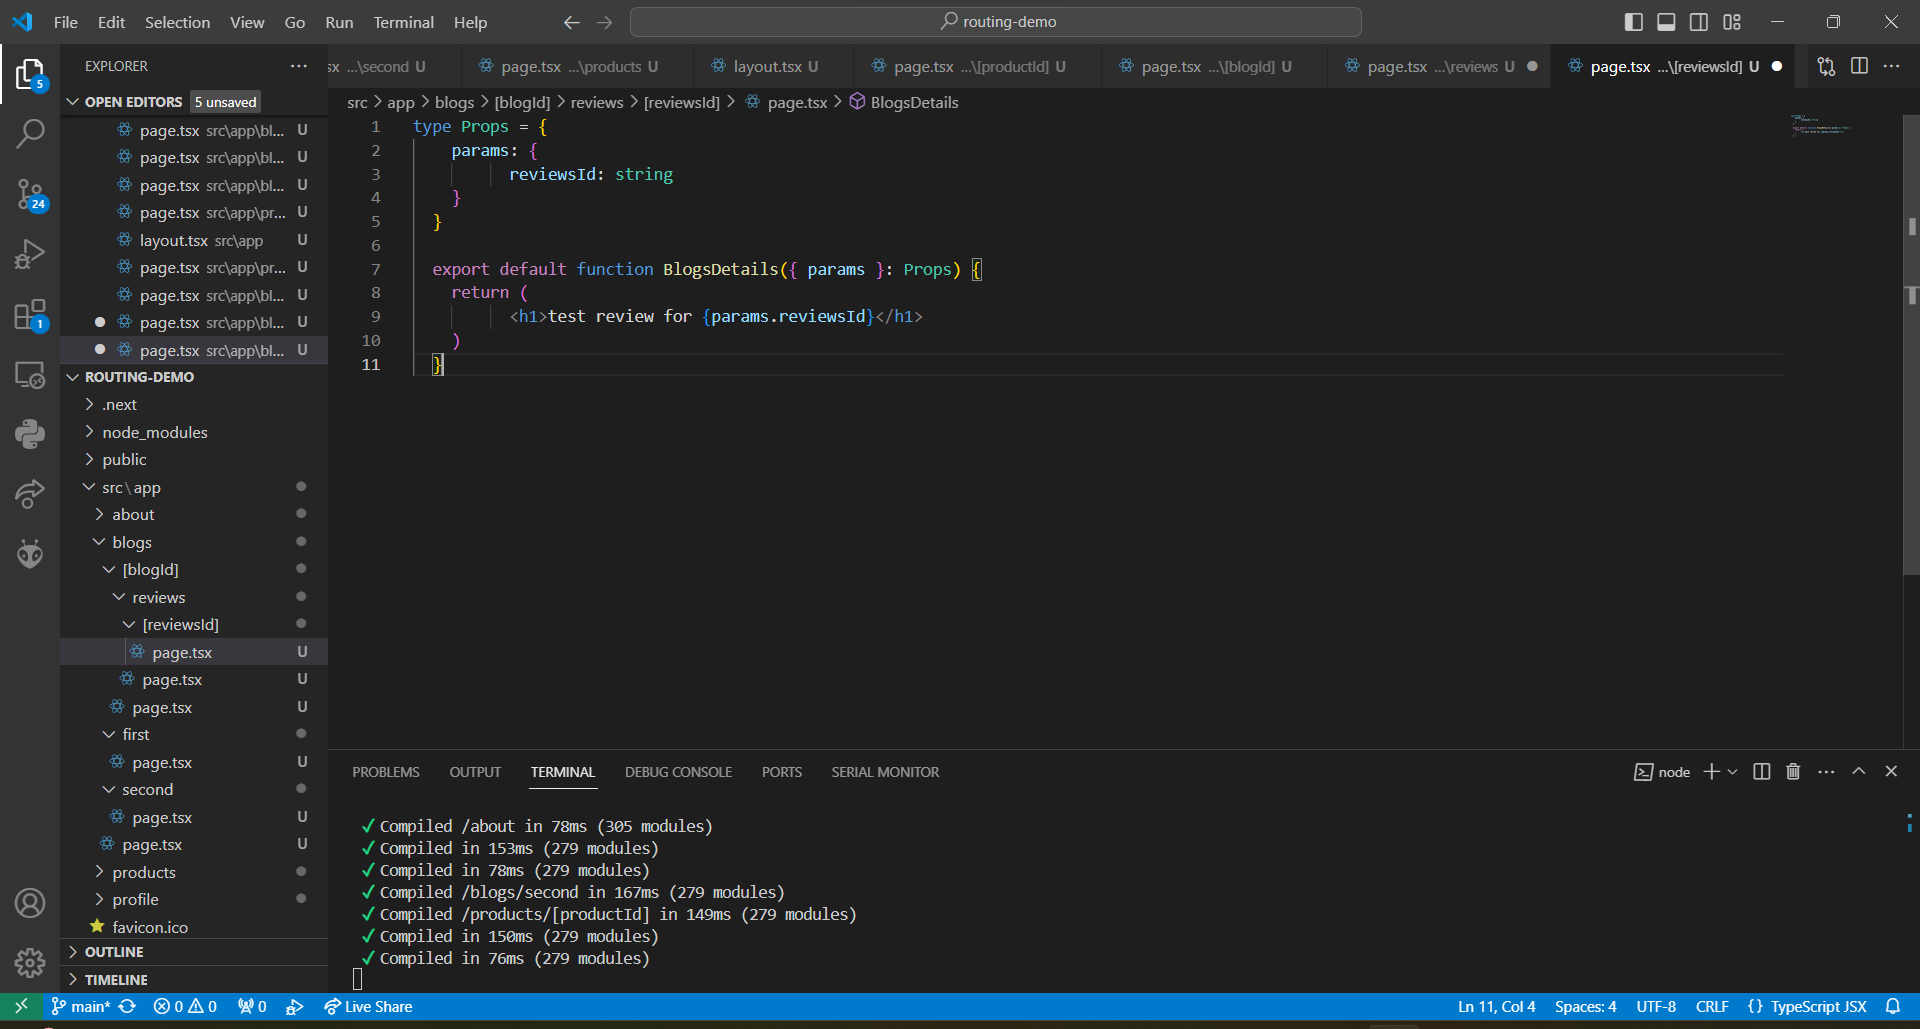 File Edit Selection View Go Run Terminal Help
routing-demo
EXPLORER
OPEN EDITORS 5 unsaved
page.tsx src\app\bl... U
page.tsx src\app\bl... U
page.tsx src\app\bl... U
page.tsx src\app\pr... U
layout.tsx src\app U
page.tsx src\app\pr... U
page.tsx src\app\bl... U
page.tsx src\app\bl... U
page.tsx src\app\bl... U
ROUTING-DEMO
.next
node_modules
public
src\app
about
blogs
[blogId]
reviews
[reviewsId]
page.tsx U
page.tsx U
page.tsx U
first
page.tsx U
second
page.tsx U
page.tsx U
products
profile
favicon.ico
OUTLINE
TIMELINE
5
24
1
sx ...\second U
page.tsx ...\products U
layout.tsx U
page.tsx ...\[productId] U
page.tsx ...\[blogId] U
page.tsx ...\reviews U
page.tsx ...\[reviewsId] U
src > app > blogs > [blogId] > reviews > [reviewsId] > page.tsx > BlogsDetails
1 type Props = {
2 params: {
3 reviewsId: string
4 }
5 }
6
7 export default function BlogsDetails({ params }: Props) {
8 return (
9 <h1>test review for {params.reviewsId}</h1>
10 )
11 }
PROBLEMS OUTPUT TERMINAL DEBUG CONSOLE PORTS SERIAL MONITOR
node
✓ Compiled /about in 78ms (305 modules)
✓ Compiled in 153ms (279 modules)
✓ Compiled in 78ms (279 modules)
✓ Compiled /blogs/second in 167ms (279 modules)
✓ Compiled /products/[productId] in 149ms (279 modules)
✓ Compiled in 150ms (279 modules)
✓ Compiled in 76ms (279 modules)
main* 0 0 0 Live Share
Ln 11, Col 4 Spaces: 4 UTF-8 CRLF {} TypeScript JSX